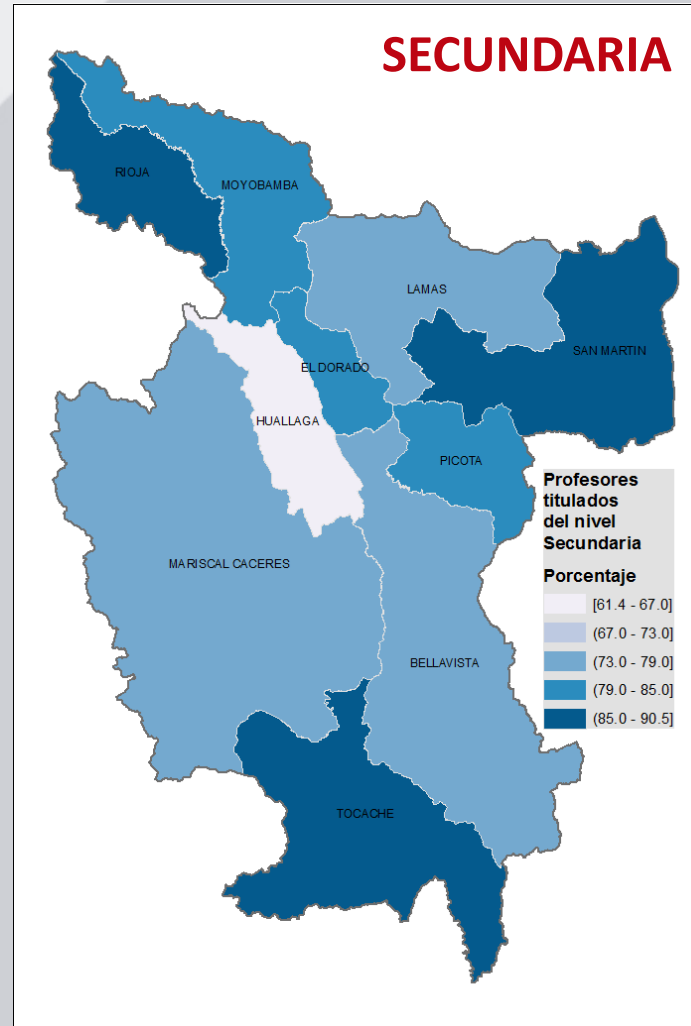 SECUNDARIA
RIOJA
MOYOBAMBA
LAMAS
SAN MARTIN
EL DORADO
HUALLAGA
PICOTA
MARISCAL CACERES
BELLAVISTA
TOCACHE
Profesores
titulados
del nivel
Secundaria
Porcentaje
[61.4 - 67.0]
(67.0 - 73.0]
(73.0 - 79.0]
(79.0 - 85.0]
(85.0 - 90.5]